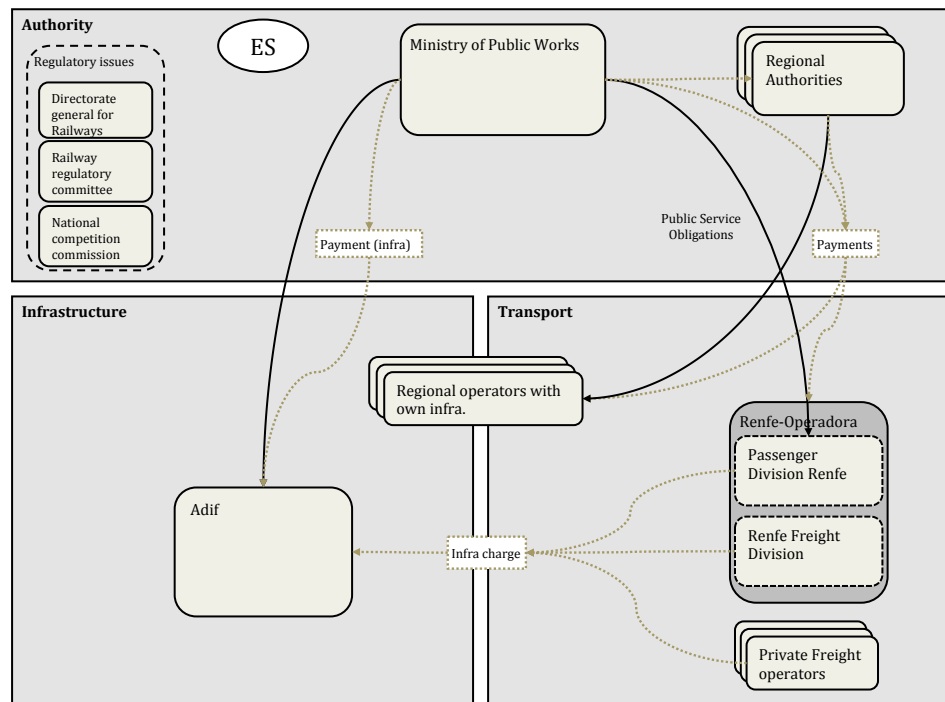 Authority
ES
Regulatory issues
Directorate
general for
Railways
Railway
regulatory
committee
National
competition
commission
Ministry of Public Works
Regional
Authorities
Payment (infra)
Public Service
Obligations
Payments
Infrastructure
Transport
Regional operators with
own infra.
Renfe-Operadora
Passenger
Division Renfe
Adif
Renfe Freight
Division
Infra charge
Private Freight
operators